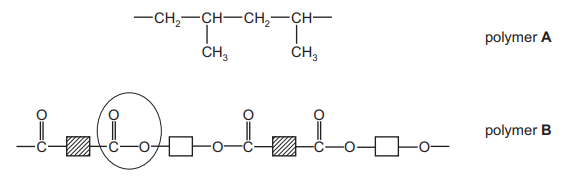 —CH₂—CH—CH₂—CH—
CH₃ CH₃
polymer A
O O O O
—C C—O O—C C—O O—
polymer B